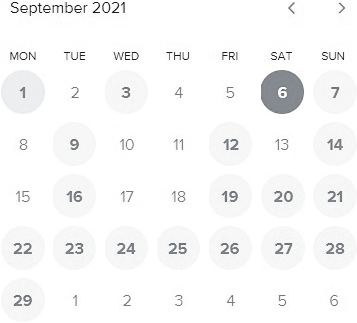 September 2021
MON TUE WED THU FRI SAT SUN
1 2 3 4 5 6 7
8 9 10 11 12 13 14
15 16 17 18 19 20 21
22 23 24 25 26 27 28
29 1 2 3 4 5 6